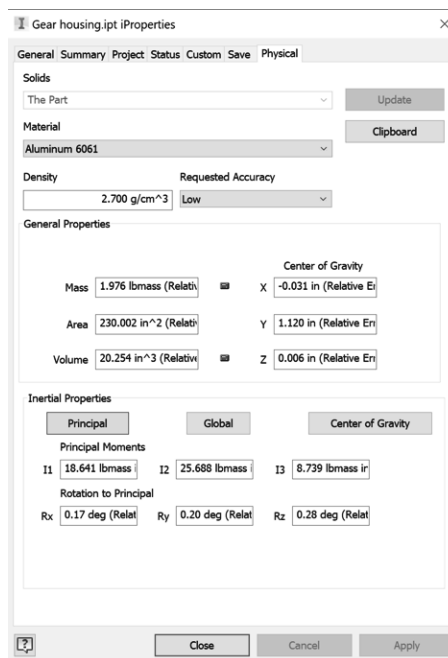 Gear housing.ipt iProperties
General Summary Project Status Custom Save Physical
Solids
The Part Update
Material Clipboard
Aluminum 6061
Density Requested Accuracy
2.700 g/cm^3 Low
General Properties
Center of Gravity
Mass 1.976 lbmass (Relativ X -0.031 in (Relative Er
Area 230.002 in^2 (Relativ Y 1.120 in (Relative Err
Volume 20.254 in^3 (Relative Z 0.006 in (Relative Err
Inertial Properties
Principal Global Center of Gravity
Principal Moments
I1 18.641 lbmass i I2 25.688 lbmass i I3 8.739 lbmass ir
Rotation to Principal
Rx 0.17 deg (Relat Ry 0.20 deg (Relat Rz 0.28 deg (Relat
? Close Cancel Apply